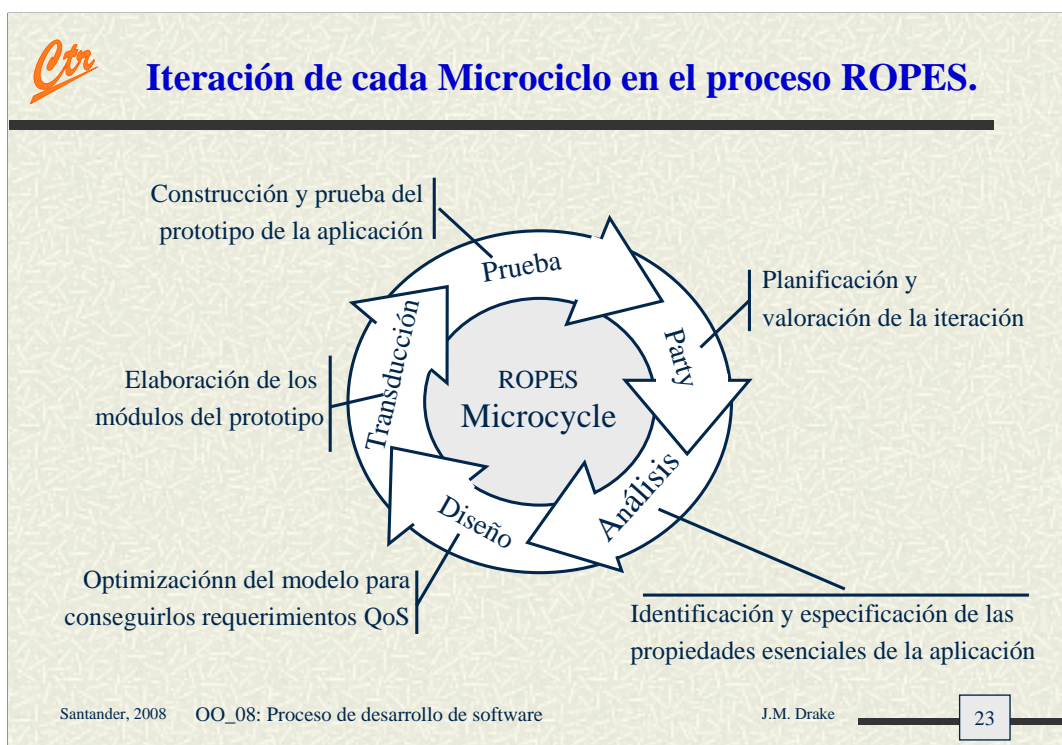 Ctr
Iteración de cada Microciclo en el proceso ROPES.
Construcción y prueba del
prototipo de la aplicación
Prueba
Planificación y
valoración de la iteración
Party
Transducción
ROPES
Microcycle
Elaboración de los
módulos del prototipo
Análisis
Diseño
Optimizaciónn del modelo para
conseguirlos requerimientos QoS
Identificación y especificación de las
propiedades esenciales de la aplicación
Santander, 2008
OO_08: Proceso de desarrollo de software
J.M. Drake
23